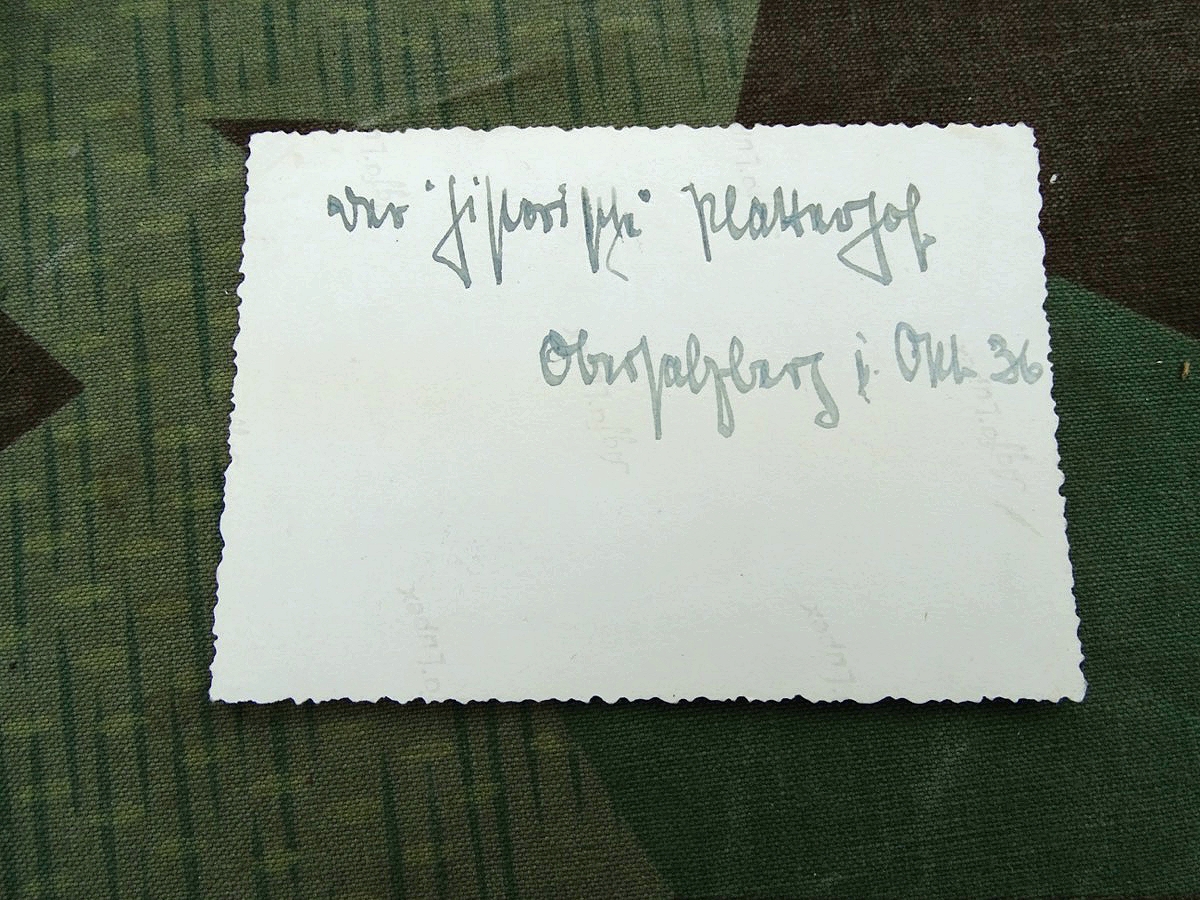 der "historische" Platterhof.
Obersalzberg i. Okt. 36